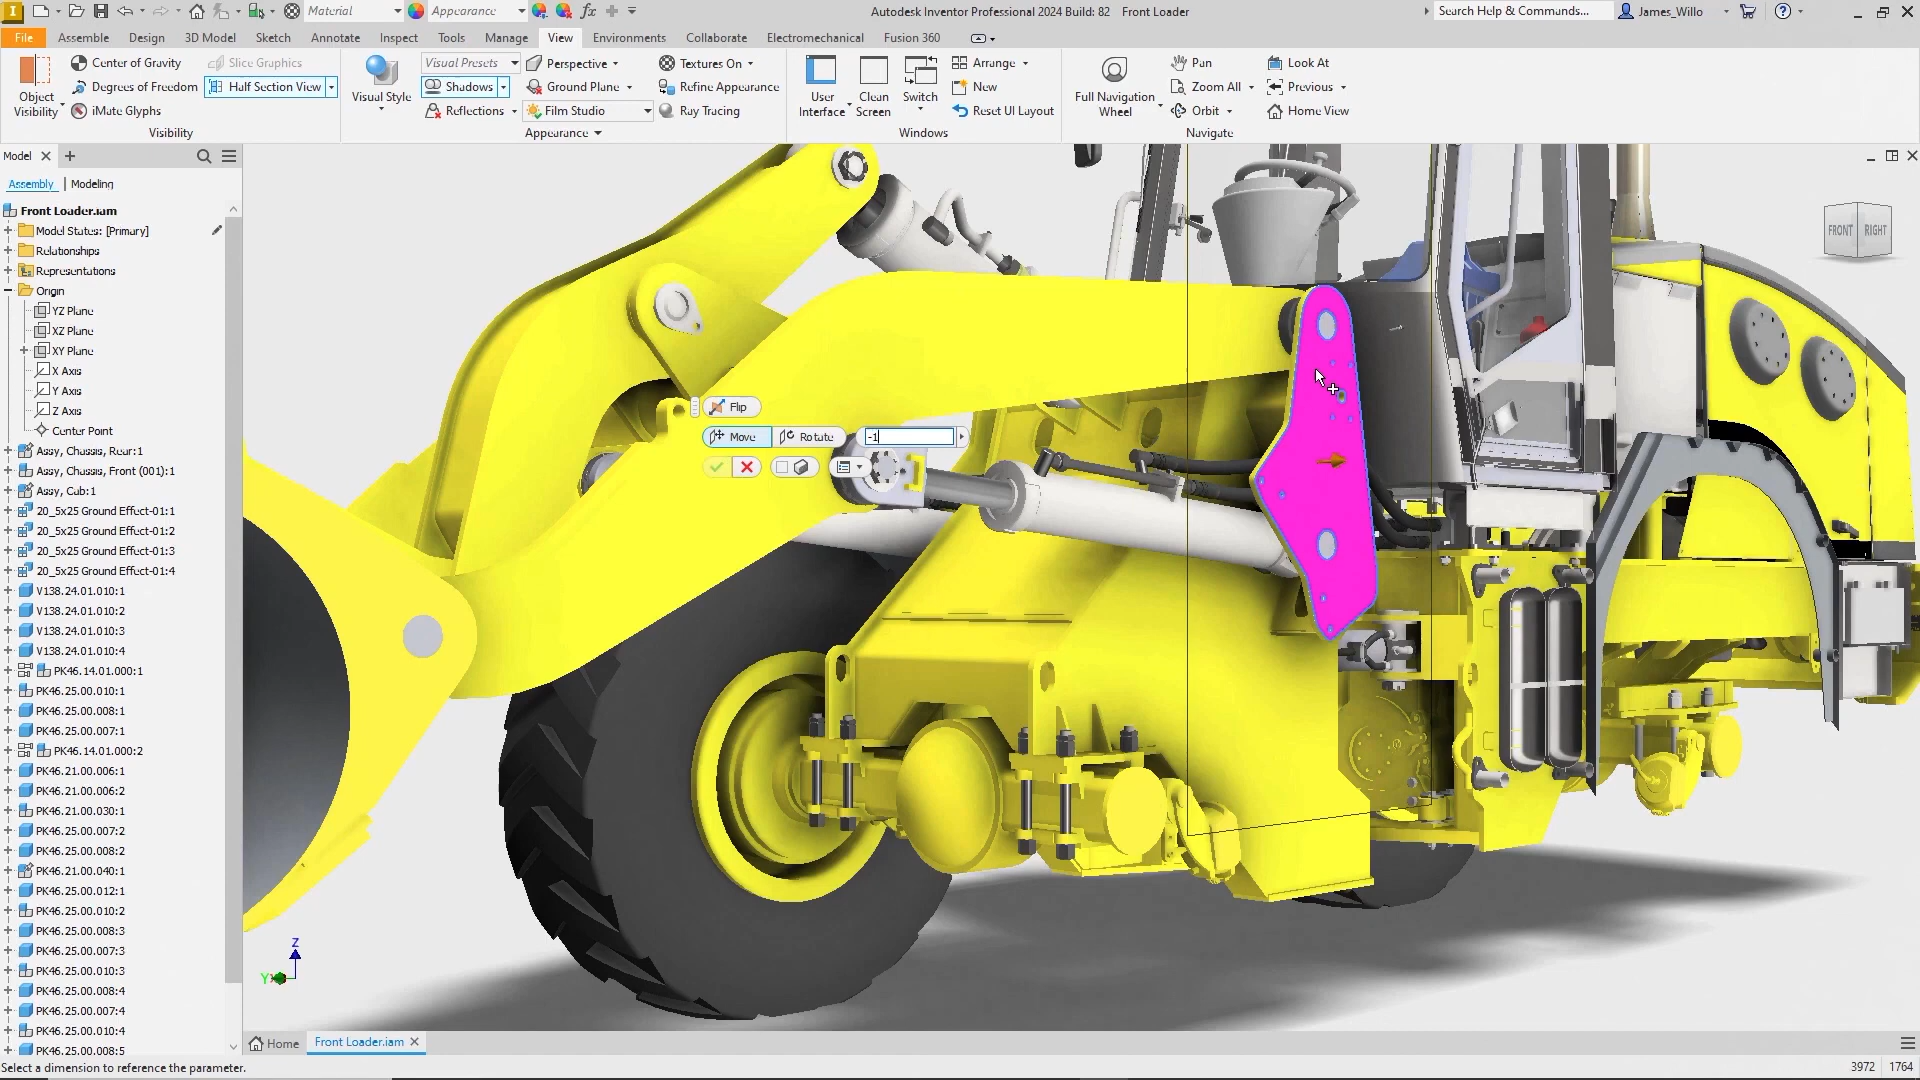 Material
Appearance
Autodesk Inventor Professional 2024 Build: 82 Front Loader
Search Help & Commands...
James_Willo
File
Assemble
Design
3D Model
Sketch
Annotate
Inspect
Tools
Manage
View
Environments
Collaborate
Electromechanical
Fusion 360
Object Visibility
Center of Gravity
Degrees of Freedom
iMate Glyphs
Slice Graphics
Half Section View
Visibility
Visual Style
Visual Presets
Shadows
Reflections
Perspective
Ground Plane
Film Studio
Textures On
Refine Appearance
Ray Tracing
Appearance
User Interface
Clean Screen
Switch
Arrange
New
Reset UI Layout
Windows
Full Navigation Wheel
Pan
Zoom All
Orbit
Look At
Previous
Home View
Navigate
Model
Assembly | Modeling
Front Loader.iam
Model States: [Primary]
Relationships
Representations
Origin
YZ Plane
XZ Plane
XY Plane
X Axis
Y Axis
Z Axis
Center Point
Assy, Chassis, Rear:1
Assy, Chassis, Front (001):1
Assy, Cab:1
20_5x25 Ground Effect-01:1
20_5x25 Ground Effect-01:2
20_5x25 Ground Effect-01:3
20_5x25 Ground Effect-01:4
V138.24.01.010:1
V138.24.01.010:2
V138.24.01.010:3
V138.24.01.010:4
PK46.14.01.000:1
PK46.25.00.010:1
PK46.25.00.008:1
PK46.25.00.007:1
PK46.14.01.000:2
PK46.21.00.006:1
PK46.21.00.006:2
PK46.21.00.030:1
PK46.25.00.007:2
PK46.25.00.008:2
PK46.21.00.040:1
PK46.25.00.012:1
PK46.25.00.010:2
PK46.25.00.008:3
PK46.25.00.007:3
PK46.25.00.010:3
PK46.25.00.008:4
PK46.25.00.007:4
PK46.25.00.010:4
PK46.25.00.008:5
Flip
Move
Rotate
-1
FRONT
RIGHT
Z
Y
Home
Front Loader.iam
Select a dimension to reference the parameter.
3972
1764